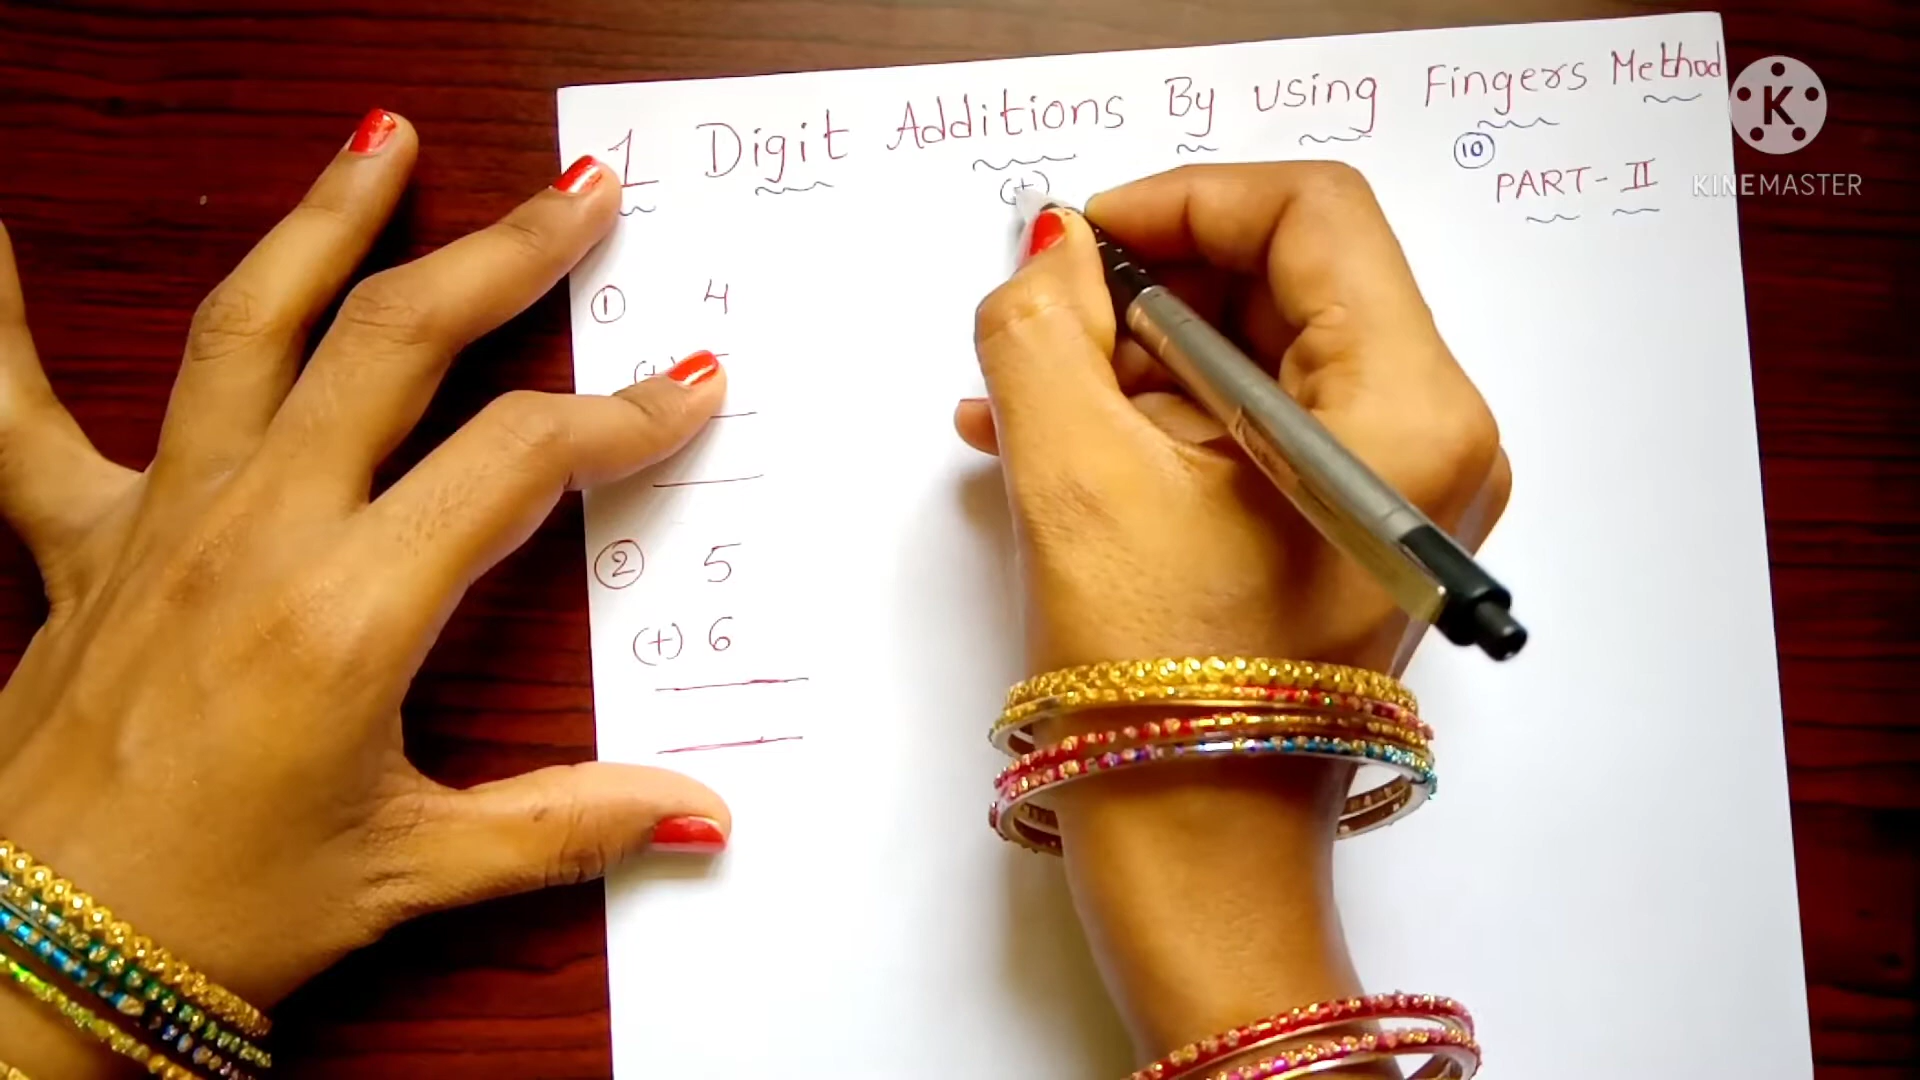 1 Digit Additions By using Fingers Method
(+)
10
PART - II
K
KINEMASTER
① 4
② 5
(+) 6